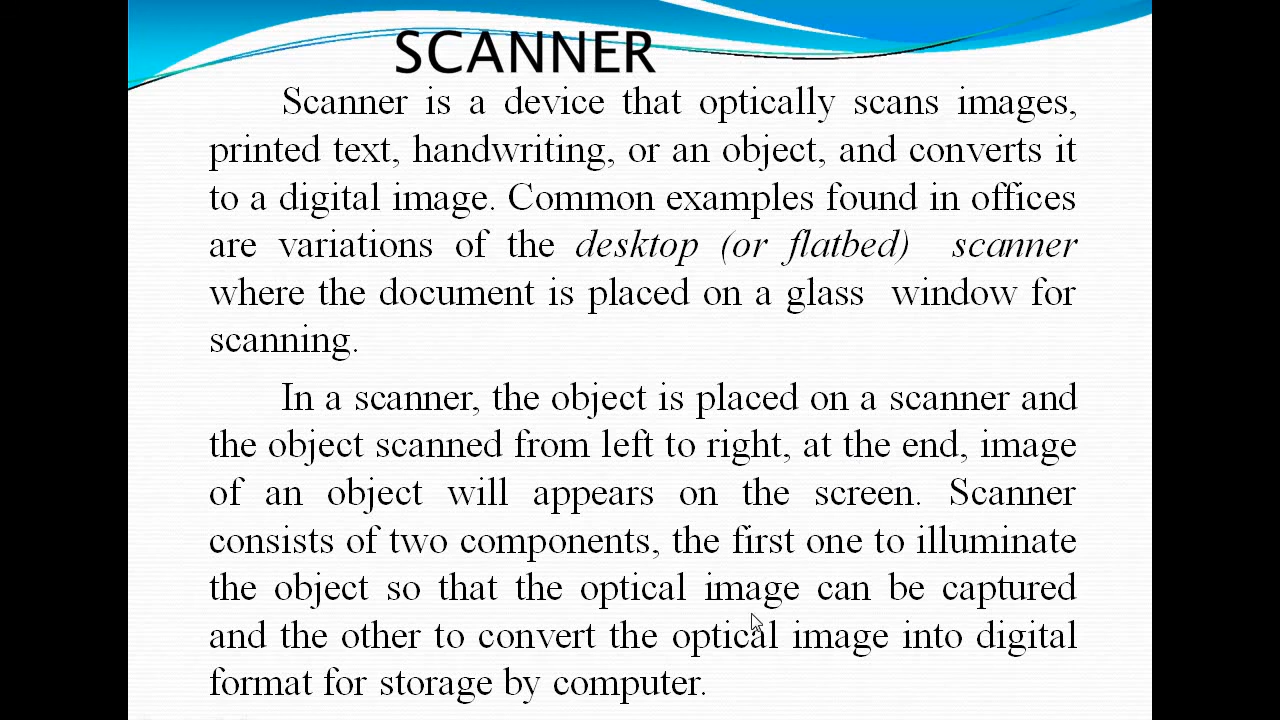 SCANNER
Scanner is a device that optically scans images,
printed text, handwriting, or an object, and converts it
to a digital image. Common examples found in offices
are variations of the desktop (or flatbed) scanner
where the document is placed on a glass window for
scanning.
In a scanner, the object is placed on a scanner and
the object scanned from left to right, at the end, image
of an object will appears on the screen. Scanner
consists of two components, the first one to illuminate
the object so that the optical image can be captured
and the other to convert the optical image into digital
format for storage by computer.